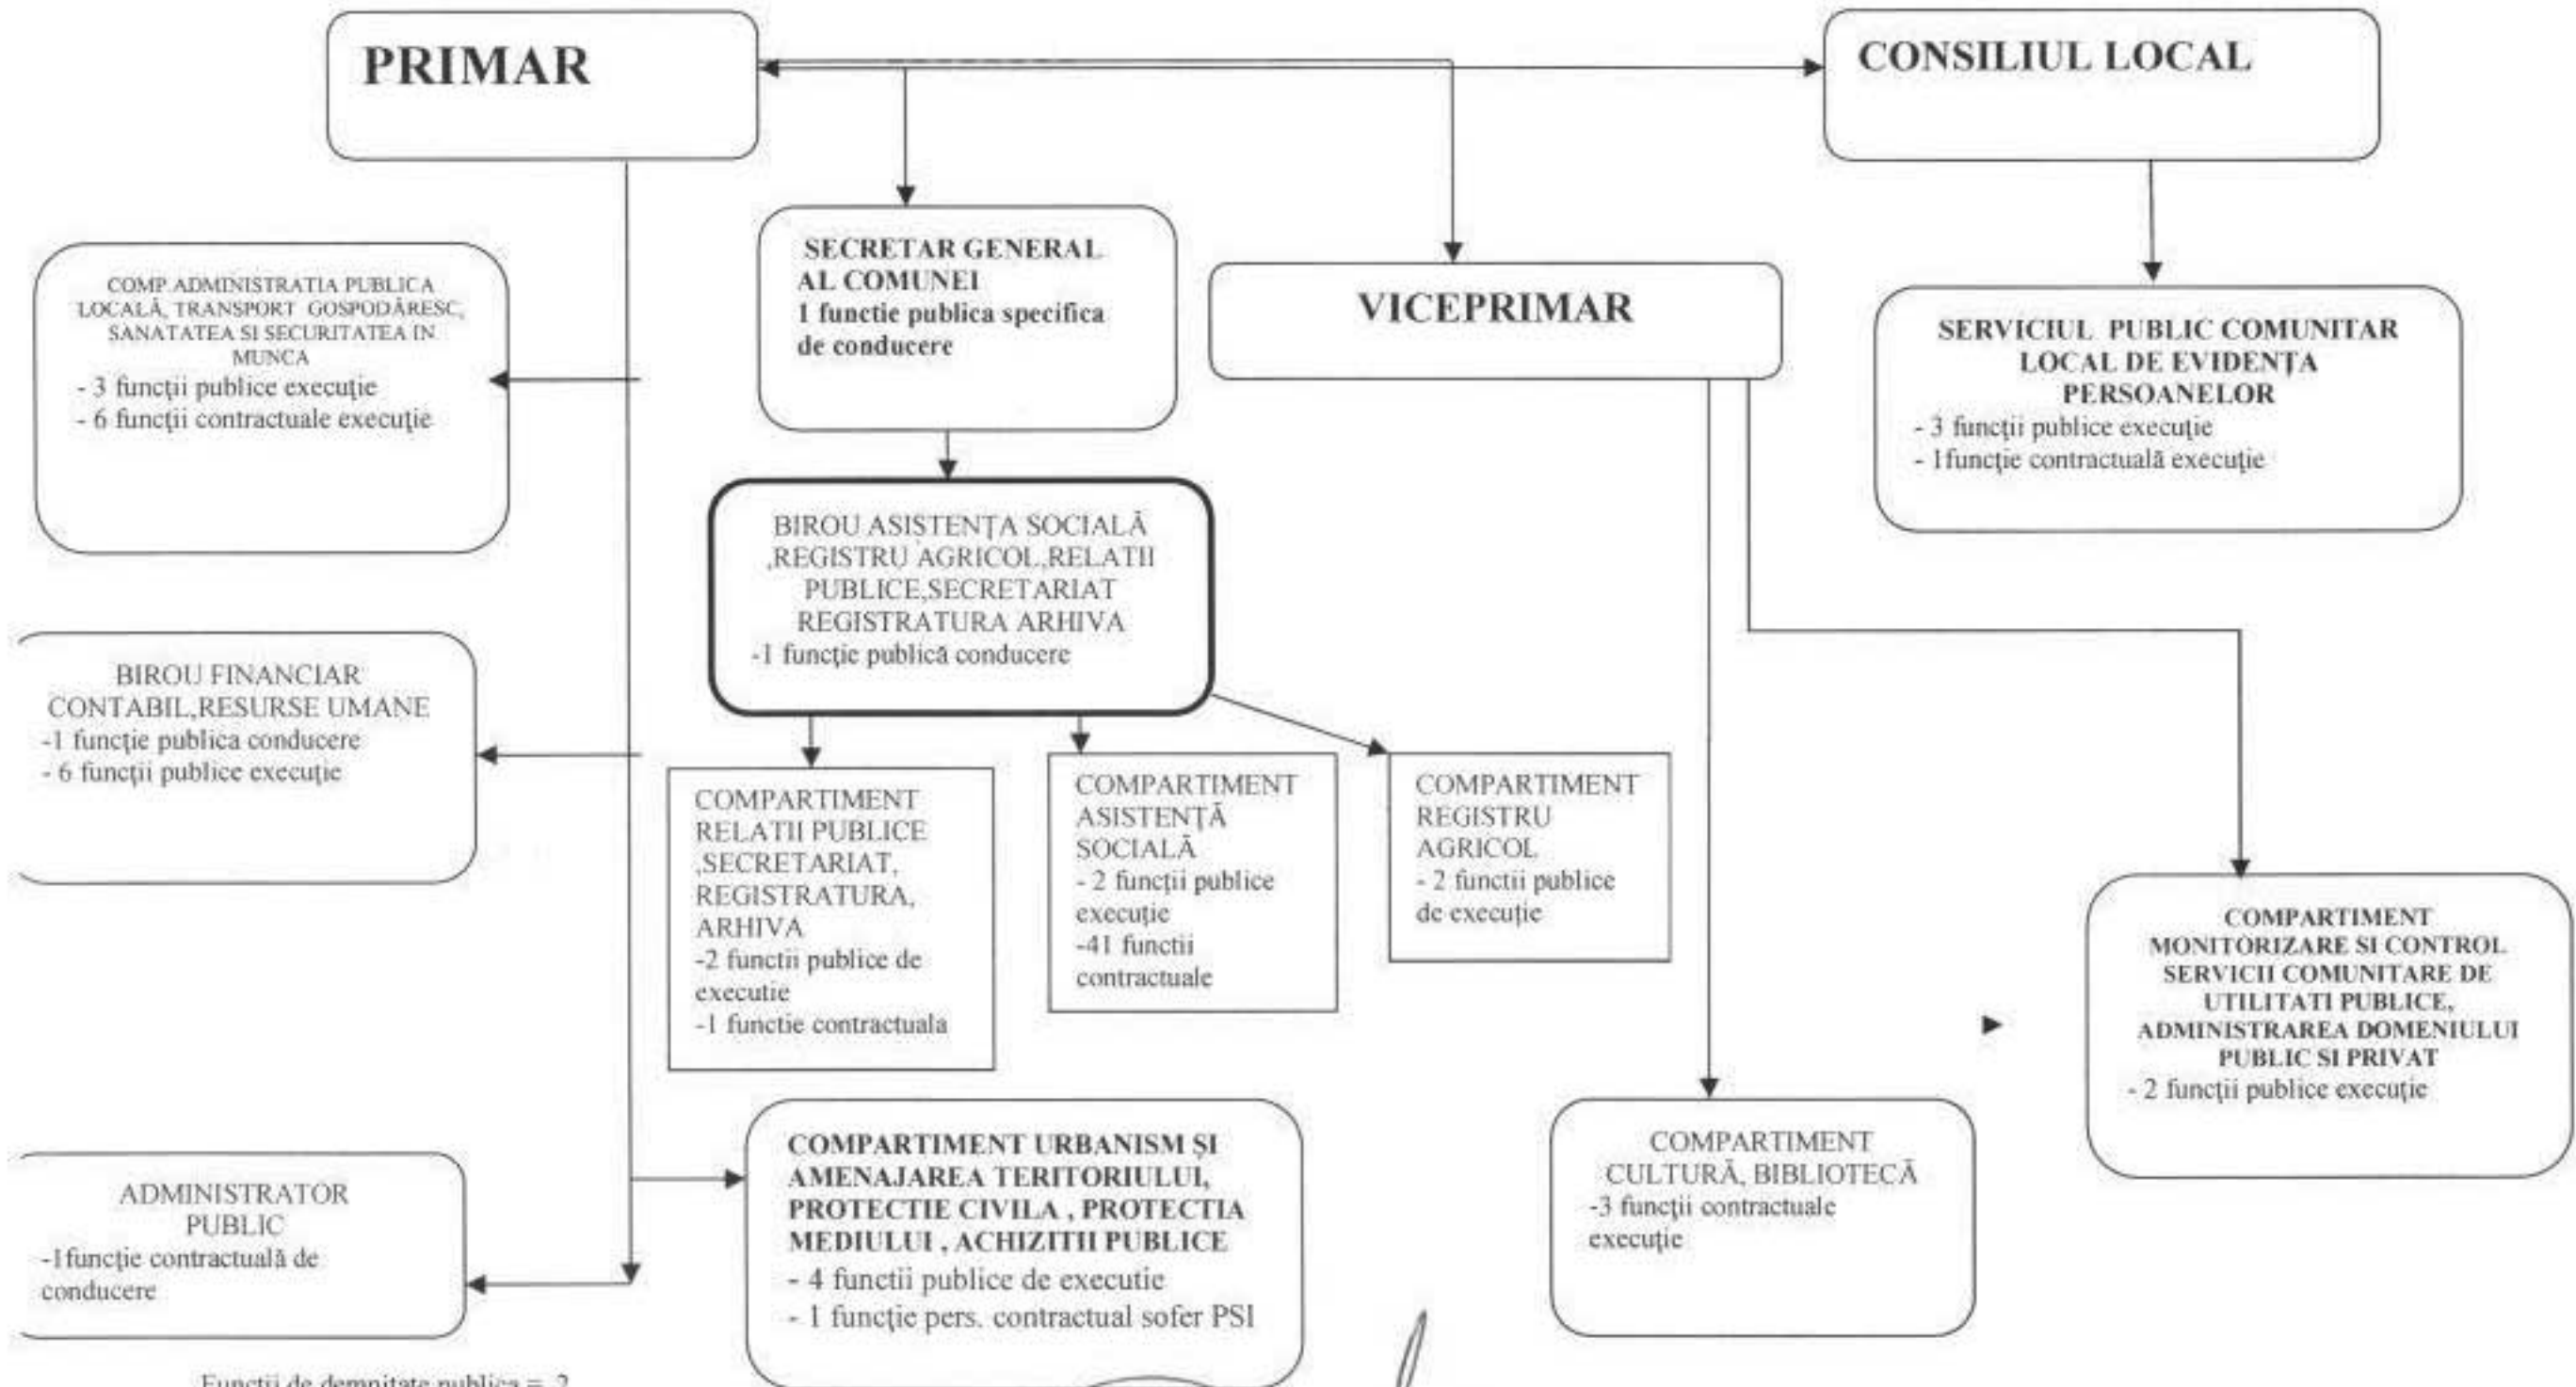 PRIMAR
CONSILIUL LOCAL
SECRETAR GENERAL
AL COMUNEI
1 functie publica specifica
de conducere
VICEPRIMAR
COMP.ADMINISTRATIA PUBLICA
LOCALĂ, TRANSPORT GOSPODĂRESC,
SANATATEA SI SECURITATEA IN
MUNCA
- 3 funcţii publice execuţie
- 6 funcţii contractuale execuţie
SERVICIUL PUBLIC COMUNITAR
LOCAL DE EVIDENŢA
PERSOANELOR
- 3 funcţii publice execuţie
- 1funcţie contractuală execuţie
BIROU ASISTENŢA SOCIALĂ
,REGISTRU AGRICOL,RELATII
PUBLICE,SECRETARIAT
REGISTRATURA ARHIVA
-1 funcţie publică conducere
BIROU FINANCIAR
CONTABIL,RESURSE UMANE
-1 funcţie publica conducere
- 6 funcţii publice execuţie
COMPARTIMENT
RELATII PUBLICE
,SECRETARIAT,
REGISTRATURA,
ARHIVA
-2 functii publice de
executie
-1 functie contractuala
COMPARTIMENT
ASISTENŢĂ
SOCIALĂ
- 2 funcţii publice
execuţie
-41 functii
contractuale
COMPARTIMENT
REGISTRU
AGRICOL
- 2 functii publice
de execuţie
COMPARTIMENT
MONITORIZARE SI CONTROL
SERVICII COMUNITARE DE
UTILITATI PUBLICE,
ADMINISTRAREA DOMENIULUI
PUBLIC SI PRIVAT
- 2 funcţii publice execuţie
ADMINISTRATOR
PUBLIC
-1funcţie contractuală de
conducere
COMPARTIMENT URBANISM ŞI
AMENAJAREA TERITORIULUI,
PROTECTIE CIVILA , PROTECTIA
MEDIULUI , ACHIZITII PUBLICE
- 4 functii publice de executie
- 1 funcţie pers. contractual sofer PSI
COMPARTIMENT
CULTURĂ, BIBLIOTECĂ
-3 funcţii contractuale
execuţie
Functii de demnitate publica = 2